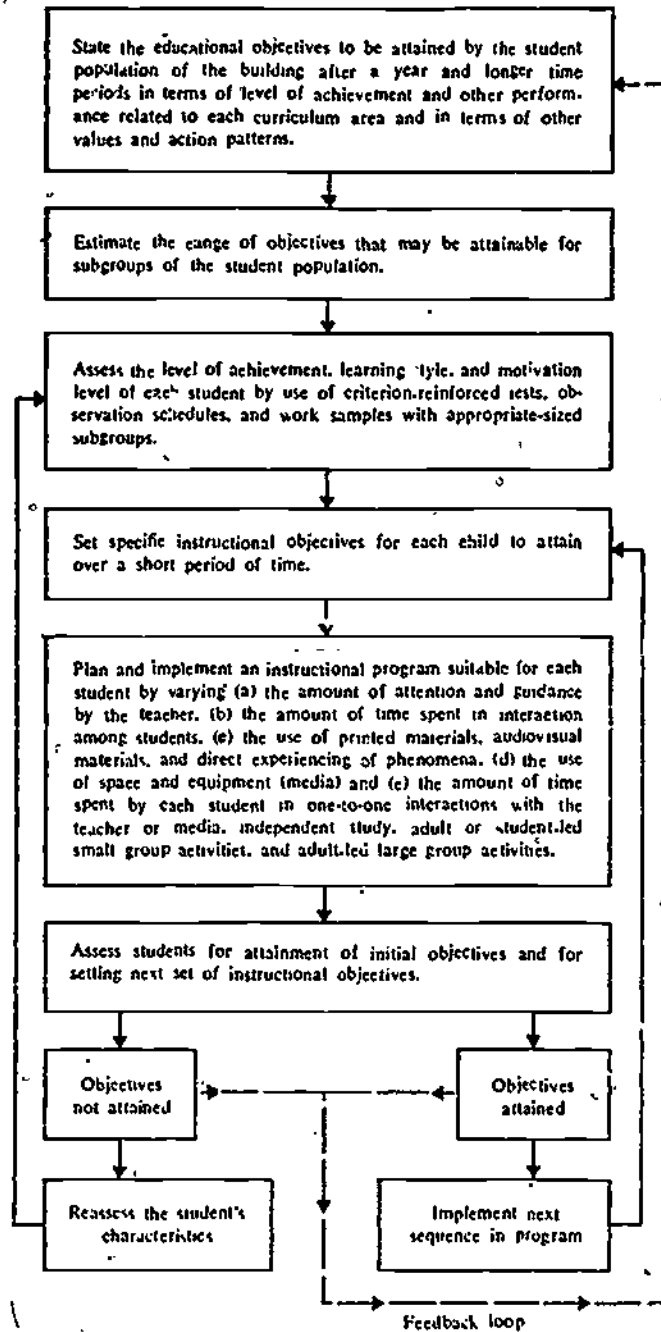 State the educational objectives to be attained by the student
population of the building after a year and longer time
periods in terms of level of achievement and other perform-
ance related to each curriculum area and in terms of other
values and action patterns.
Estimate the range of objectives that may be attainable for
subgroups of the student population.
Assess the level of achievement, learning style, and motivation
level of each student by use of criterion-reinforced tests, ob-
servation schedules, and work samples with appropriate-sized
subgroups.
Set specific instructional objectives for each child to attain
over a short period of time.
Plan and implement an instructional program suitable for each
student by varying (a) the amount of attention and guidance
by the teacher, (b) the amount of time spent in interaction
among students, (c) the use of printed materials, audiovisual
materials, and direct experiencing of phenomena, (d) the use
of space and equipment (media) and (e) the amount of time
spent by each student in one-to-one interactions with the
teacher or media, independent study, adult or student-led
small group activities, and adult-led large group activities.
Assess students for attainment of initial objectives and for
setting next set of instructional objectives.
Objectives
not attained
Objectives
attained
Reassess the student's
characteristics
Implement next
sequence in program
Feedback loop